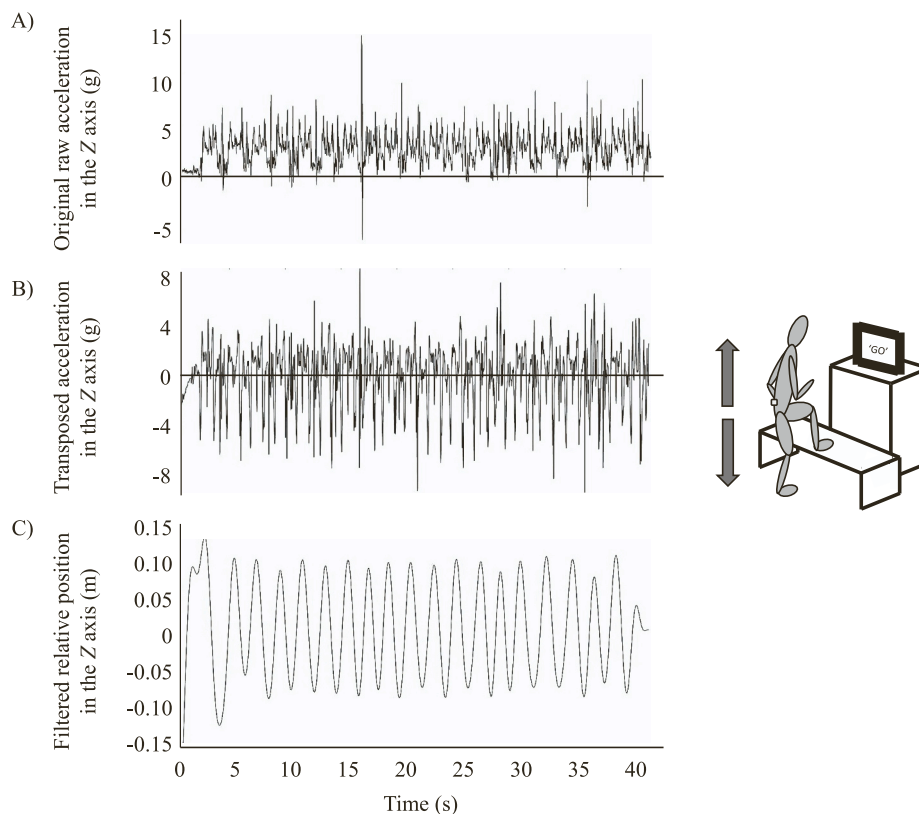 A)
Original raw acceleration
in the Z axis (g)
15
10
5
0
-5
B)
Transposed acceleration
in the Z axis (g)
8
4
0
-4
-8
'GO'
C)
Filtered relative position
in the Z axis (m)
0.15
0.10
0.05
0
-0.05
-0.10
-0.15
0 5 10 15 20 25 30 35 40
Time (s)